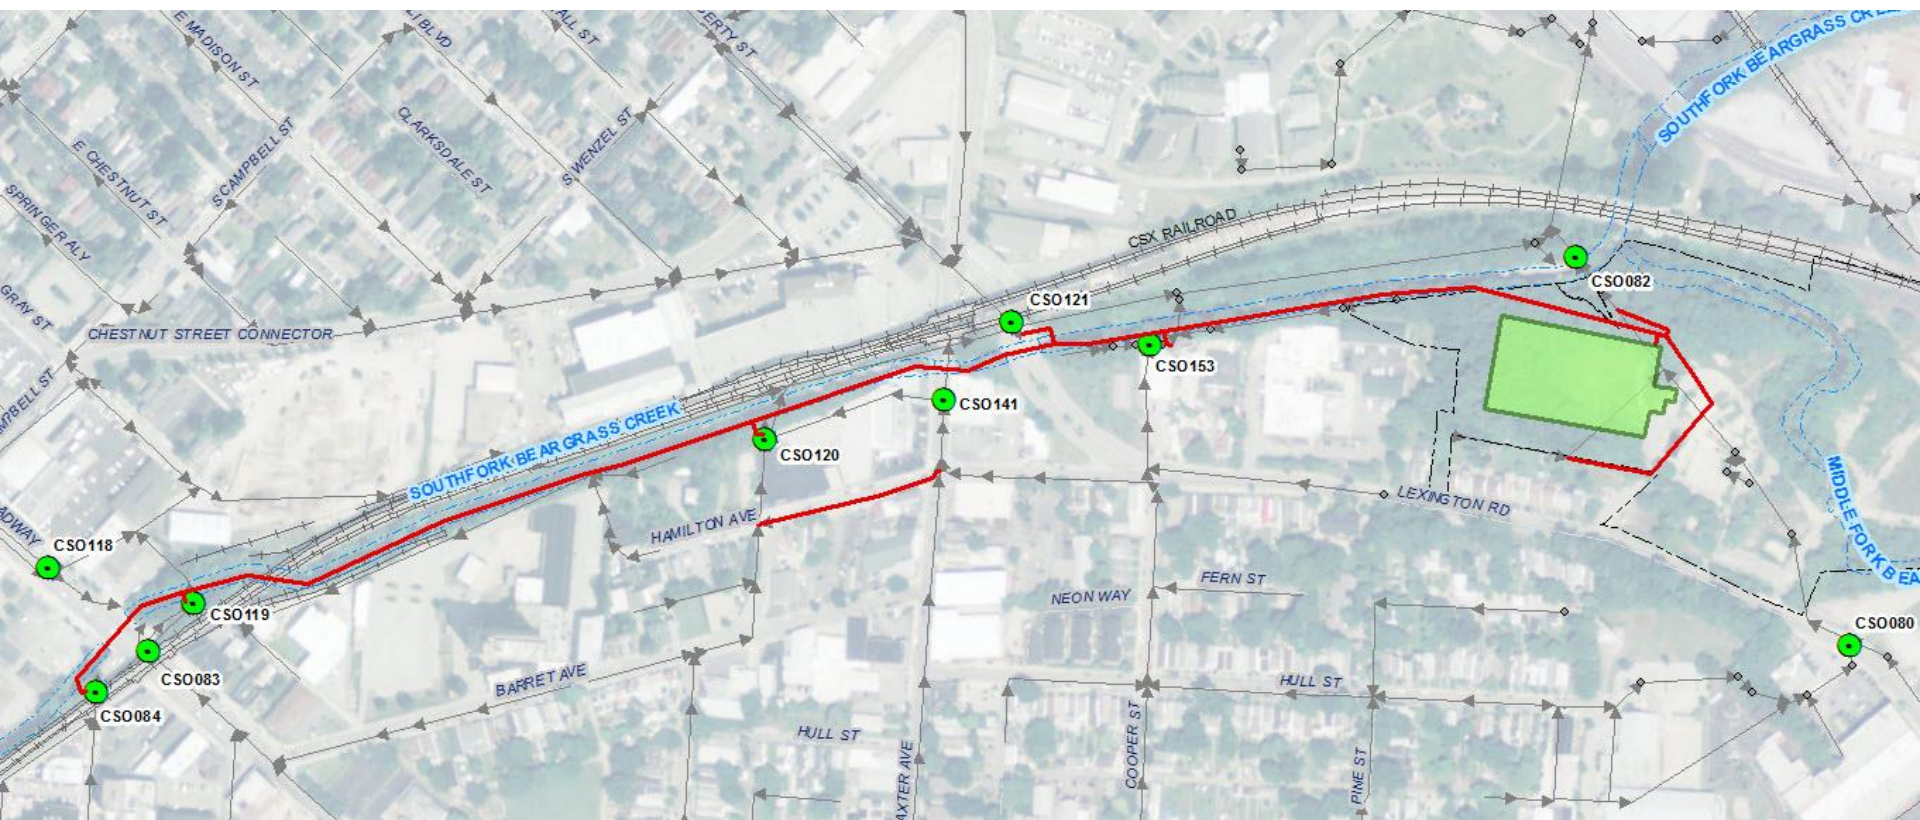 E MADISON ST
LI BLVD
ALL ST
ERTY ST
SOUTHFORK BEARGRASS CREE
CLARKSDALE ST
S WENZEL ST
S CAMPBELL ST
E CHESTNUT ST
SPRINGER ALY
CSX RAILROAD
GRAY ST
CHESTNUT STREET CONNECTOR
CSO121
CSO082
CSO153
MPBELL ST
CSO141
SOUTHFORK BEARGRASS CREEK
CSO120
LEXINGTON RD
MIDDLE FORK BEA
ADWAY
HAMILTON AVE
CSO118
CSO119
FERN ST
NEON WAY
CSO080
CSO083
BARRET AVE
HULL ST
CSO084
HULL ST
COOPER ST
AXTER AVE
PINE ST